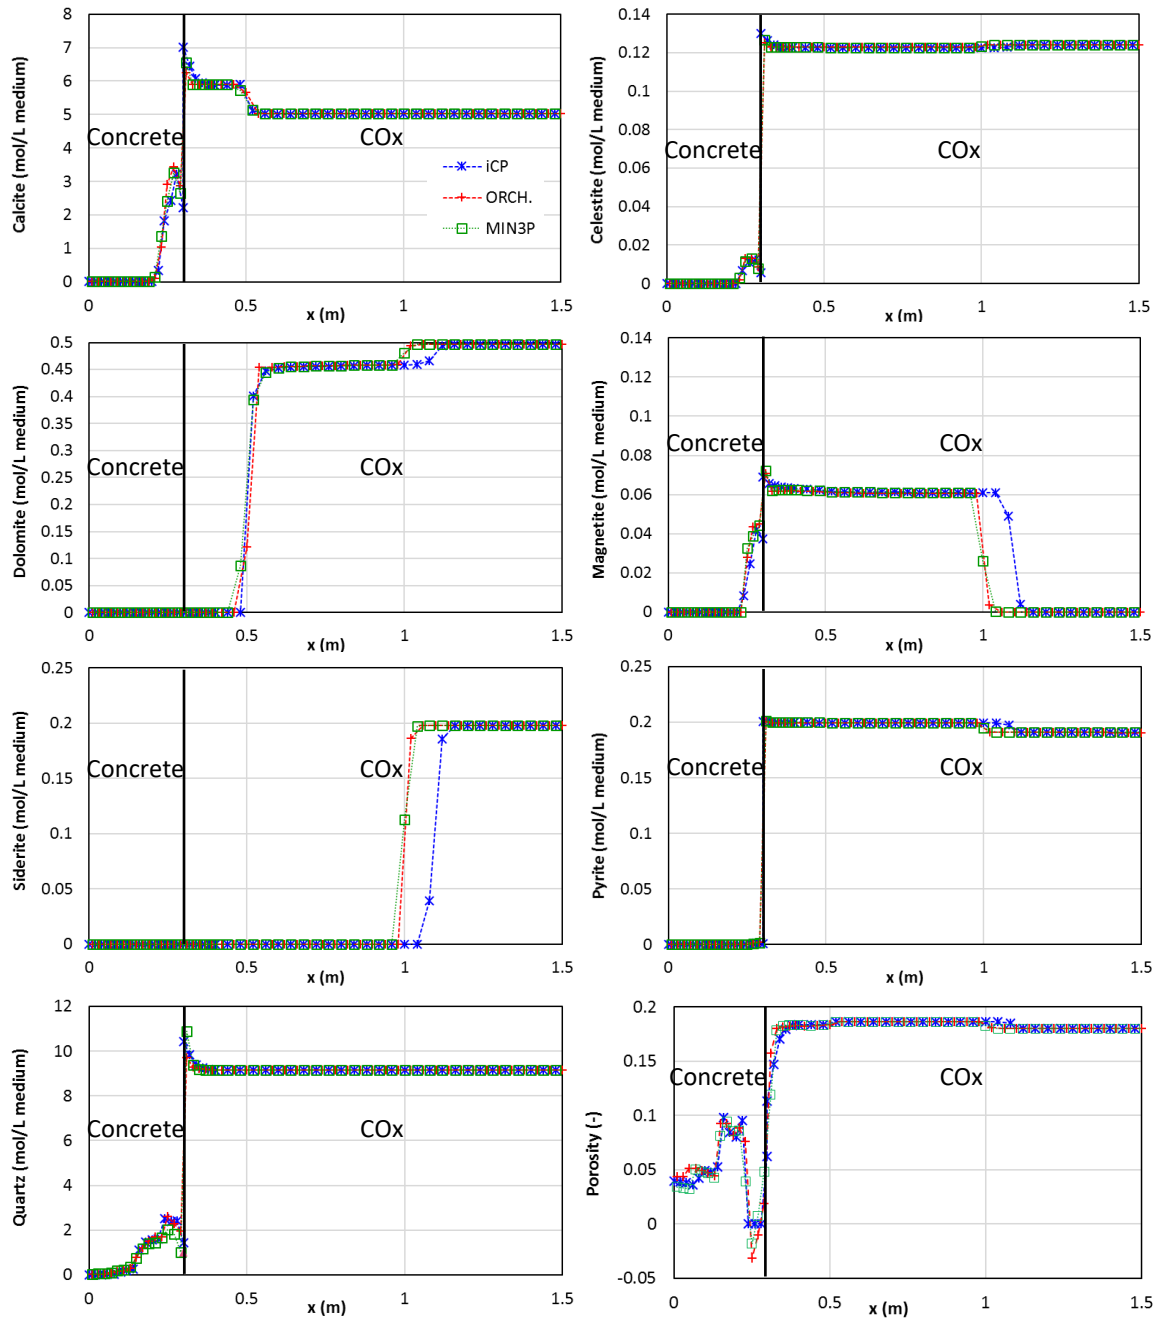 Calcite (mol/L medium)
8
7
6
5
4
3
2
1
0
Concrete
COx
iCP
ORCH.
MIN3P
0
0.5
1
1.5
x (m)
Celestite (mol/L medium)
0.14
0.12
0.10
0.08
0.06
0.04
0.02
0
Concrete
COx
0
0.5
1
1.5
x (m)
Dolomite (mol/L medium)
0.5
0.45
0.4
0.35
0.3
0.25
0.2
0.15
0.1
0.05
0
Concrete
COx
0
0.5
1
1.5
x (m)
Magnetite (mol/L medium)
0.14
0.12
0.10
0.08
0.06
0.04
0.02
0
Concrete
COx
0
0.5
1
1.5
x (m)
Siderite (mol/L medium)
0.25
0.2
0.15
0.1
0.05
0
Concrete
COx
0
0.5
1
1.5
x (m)
Pyrite (mol/L medium)
0.25
0.2
0.15
0.1
0.05
0
Concrete
COx
0
0.5
1
1.5
x (m)
Quartz (mol/L medium)
12
10
8
6
4
2
0
Concrete
COx
0
0.5
1
1.5
x (m)
Porosity (-)
0.2
0.15
0.1
0.05
0
-0.05
Concrete
COx
0
0.5
1
1.5
x (m)